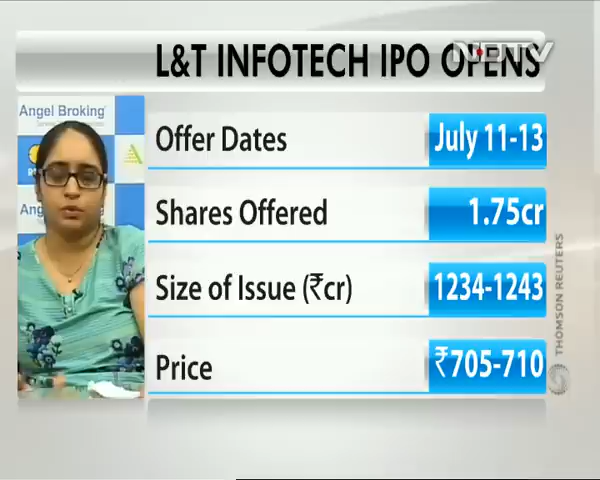 L&T INFOTECH IPO OPENS
NDTV
Angel Broking
Offer Dates
July 11-13
Shares Offered
1.75cr
Size of Issue (₹cr)
1234-1243
Price
₹705-710
THOMSON REUTERS